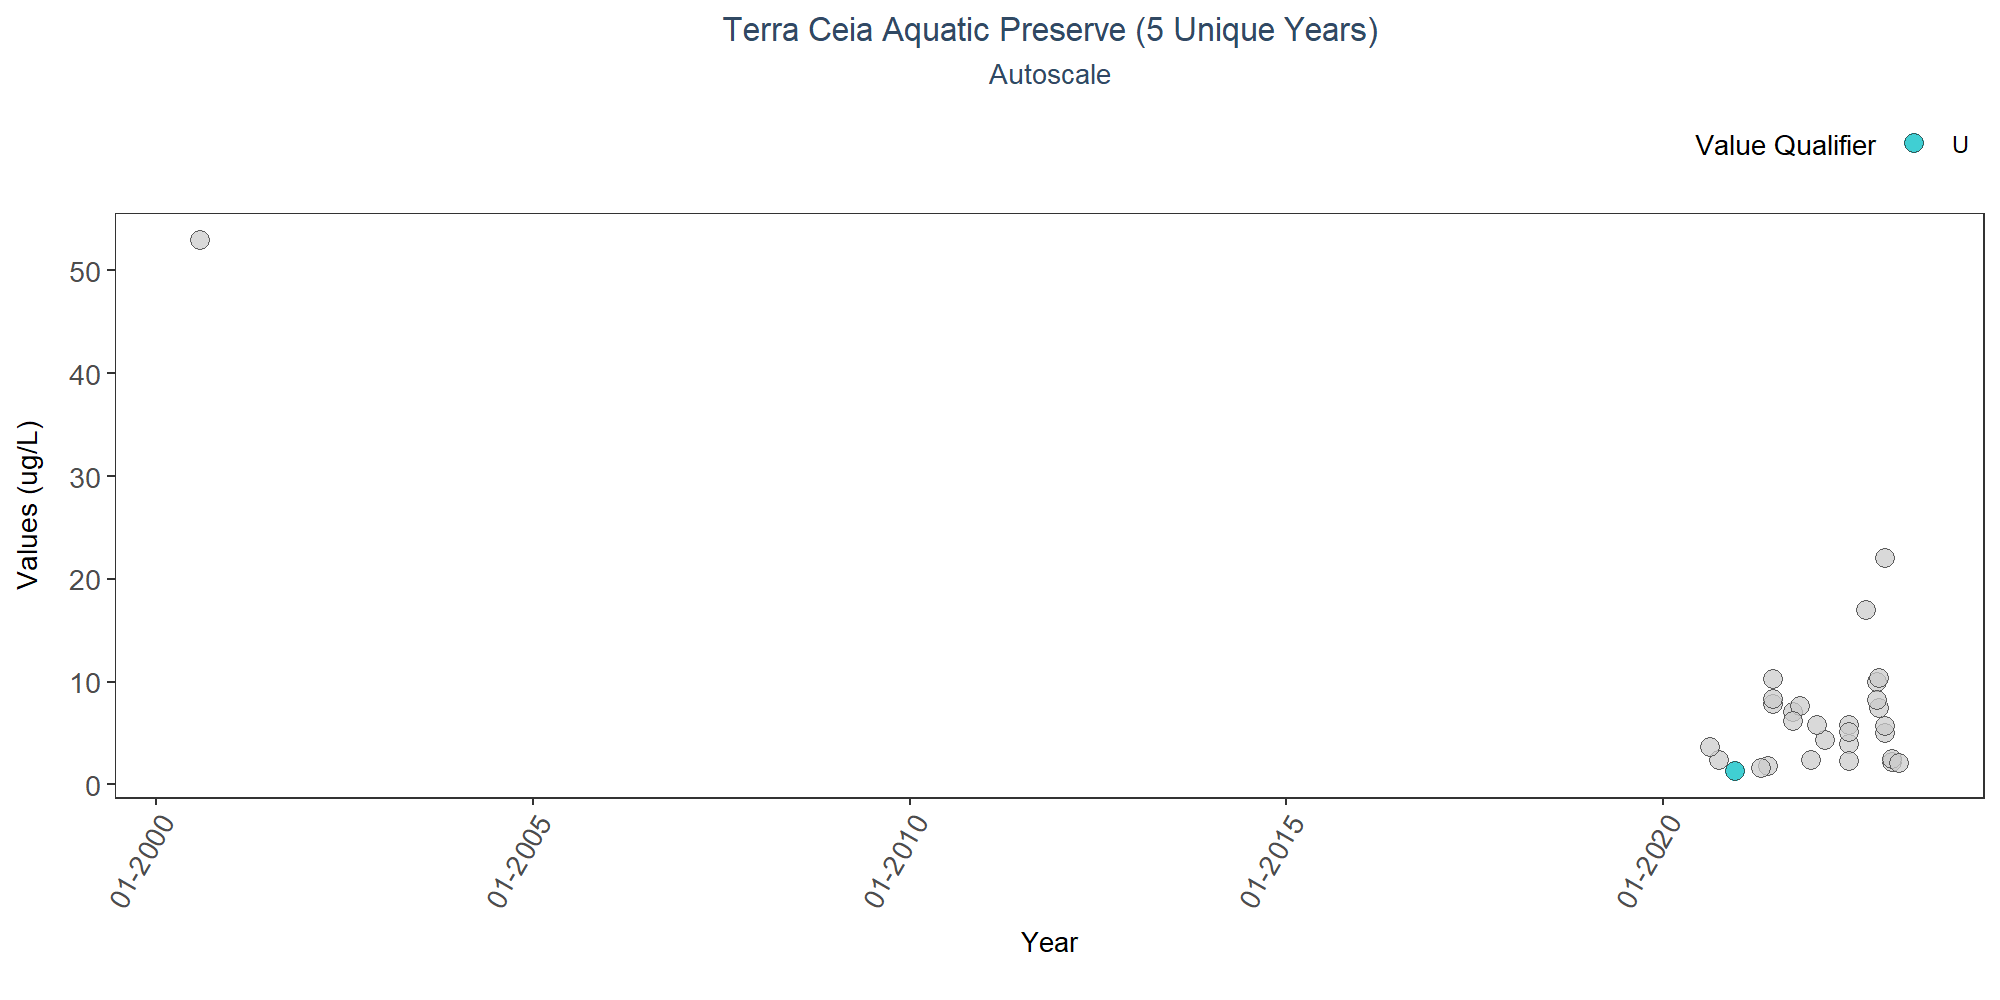 Terra Ceia Aquatic Preserve (5 Unique Years)
Autoscale
Value Qualifier U
50
40
30
20
10
0
Values (ug/L)
01-2000 01-2005 01-2010 01-2015 01-2020
Year